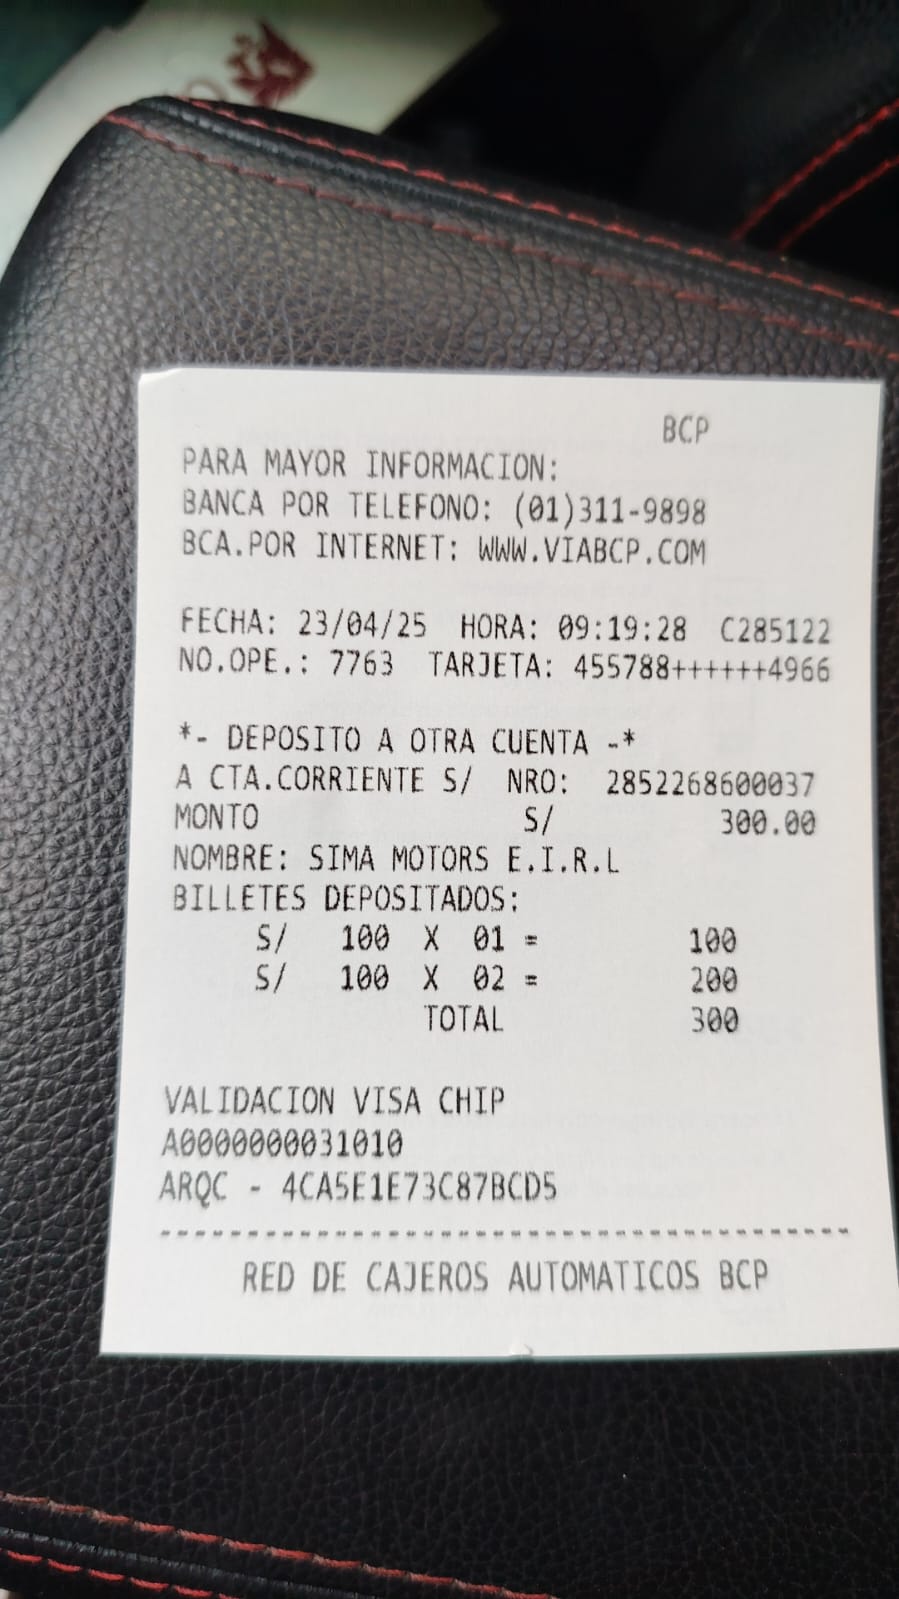 BCP
PARA MAYOR INFORMACION:
BANCA POR TELEFONO: (01)311-9898
BCA.POR INTERNET: WWW.VIABCP.COM
FECHA: 23/04/25 HORA: 09:19:28 C285122
NO.OPE.: 7763 TARJETA: 455788++++++4966
*- DEPOSITO A OTRA CUENTA -*
A CTA.CORRIENTE S/ NRO: 2852268600037
MONTO S/ 300.00
NOMBRE: SIMA MOTORS E.I.R.L
BILLETES DEPOSITADOS:
S/ 100 X 01 = 100
S/ 100 X 02 = 200
TOTAL 300
VALIDACION VISA CHIP
A0000000031010
ARQC - 4CA5E1E73C87BCD5
-------------------------------------------
RED DE CAJEROS AUTOMATICOS BCP